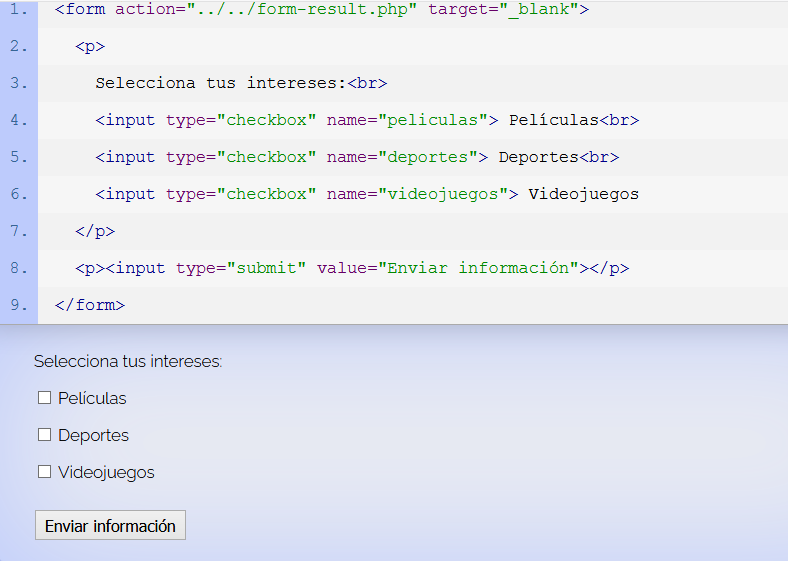 1. <form action="../../form-result.php" target="_blank">
2. <p>
3. Selecciona tus intereses:<br>
4. <input type="checkbox" name="peliculas"> Películas<br>
5. <input type="checkbox" name="deportes"> Deportes<br>
6. <input type="checkbox" name="videojuegos"> Videojuegos
7. </p>
8. <p><input type="submit" value="Enviar información"></p>
9. </form>
Selecciona tus intereses:
Películas
Deportes
Videojuegos
Enviar información